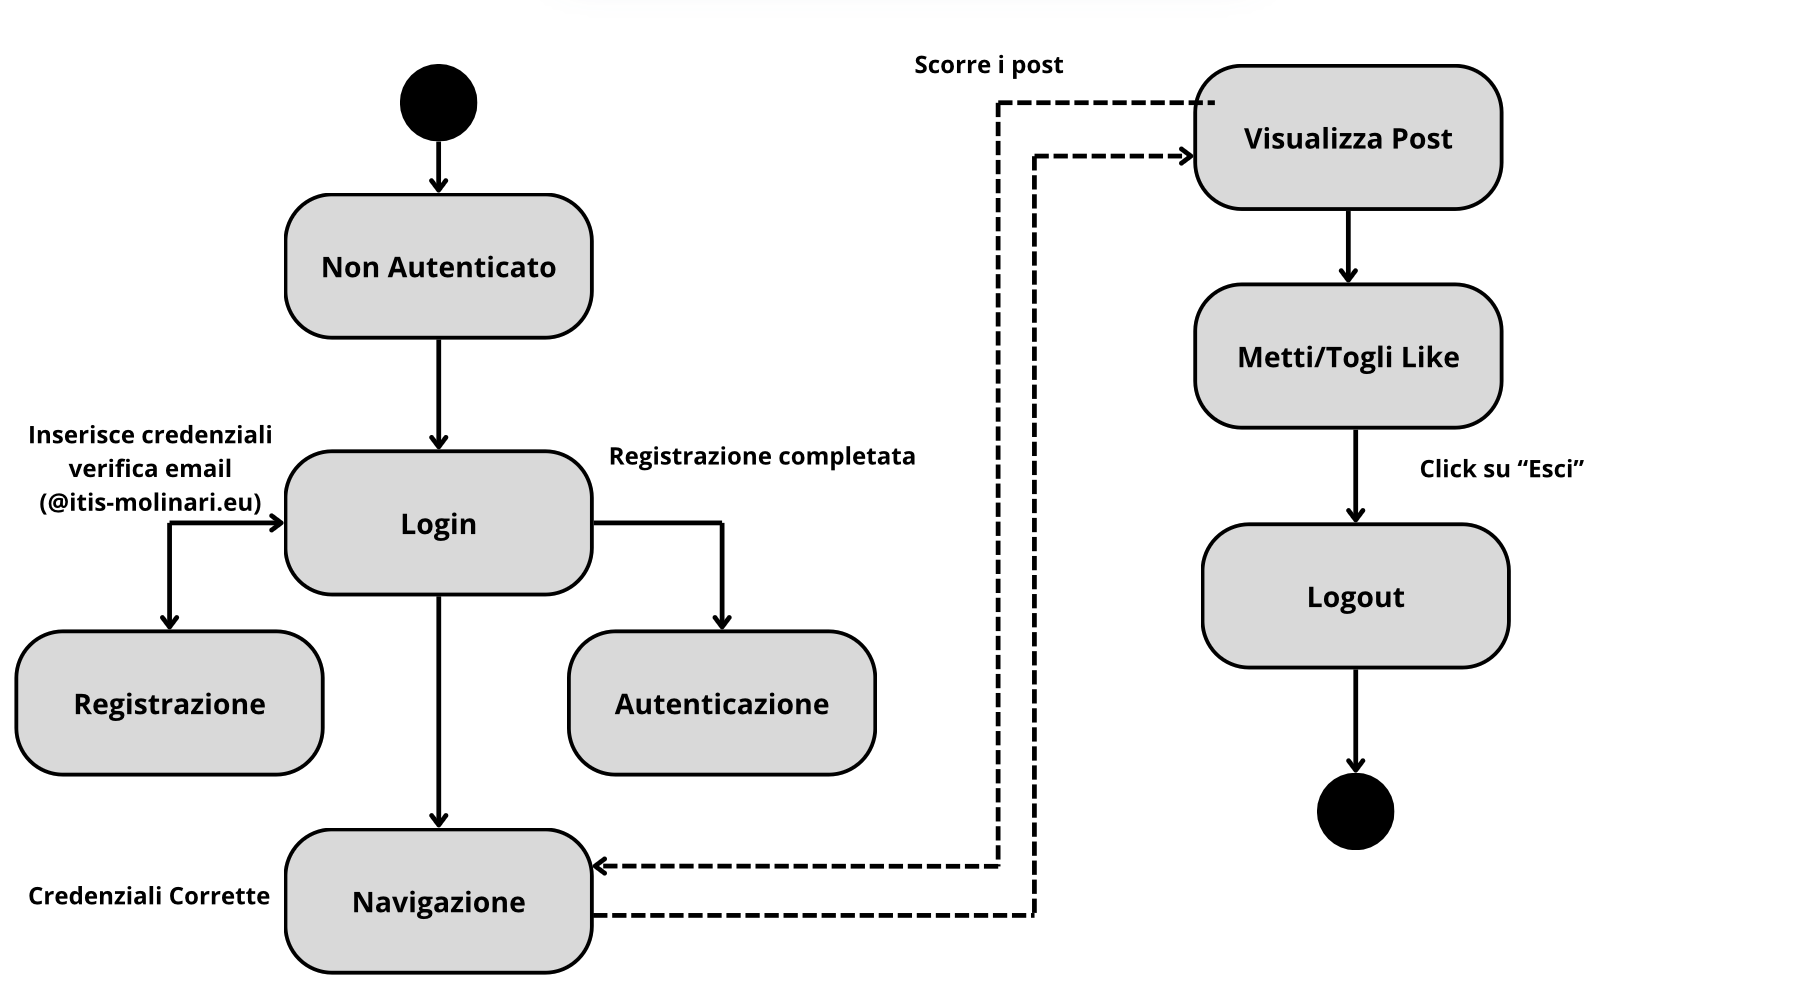 Scorre i post
Visualizza Post
Non Autenticato
Metti/Togli Like
Inserisce credenziali
verifica email
(@itis-molinari.eu)
Registrazione completata
Click su “Esci”
Login
Logout
Registrazione
Autenticazione
Credenziali Corrette
Navigazione